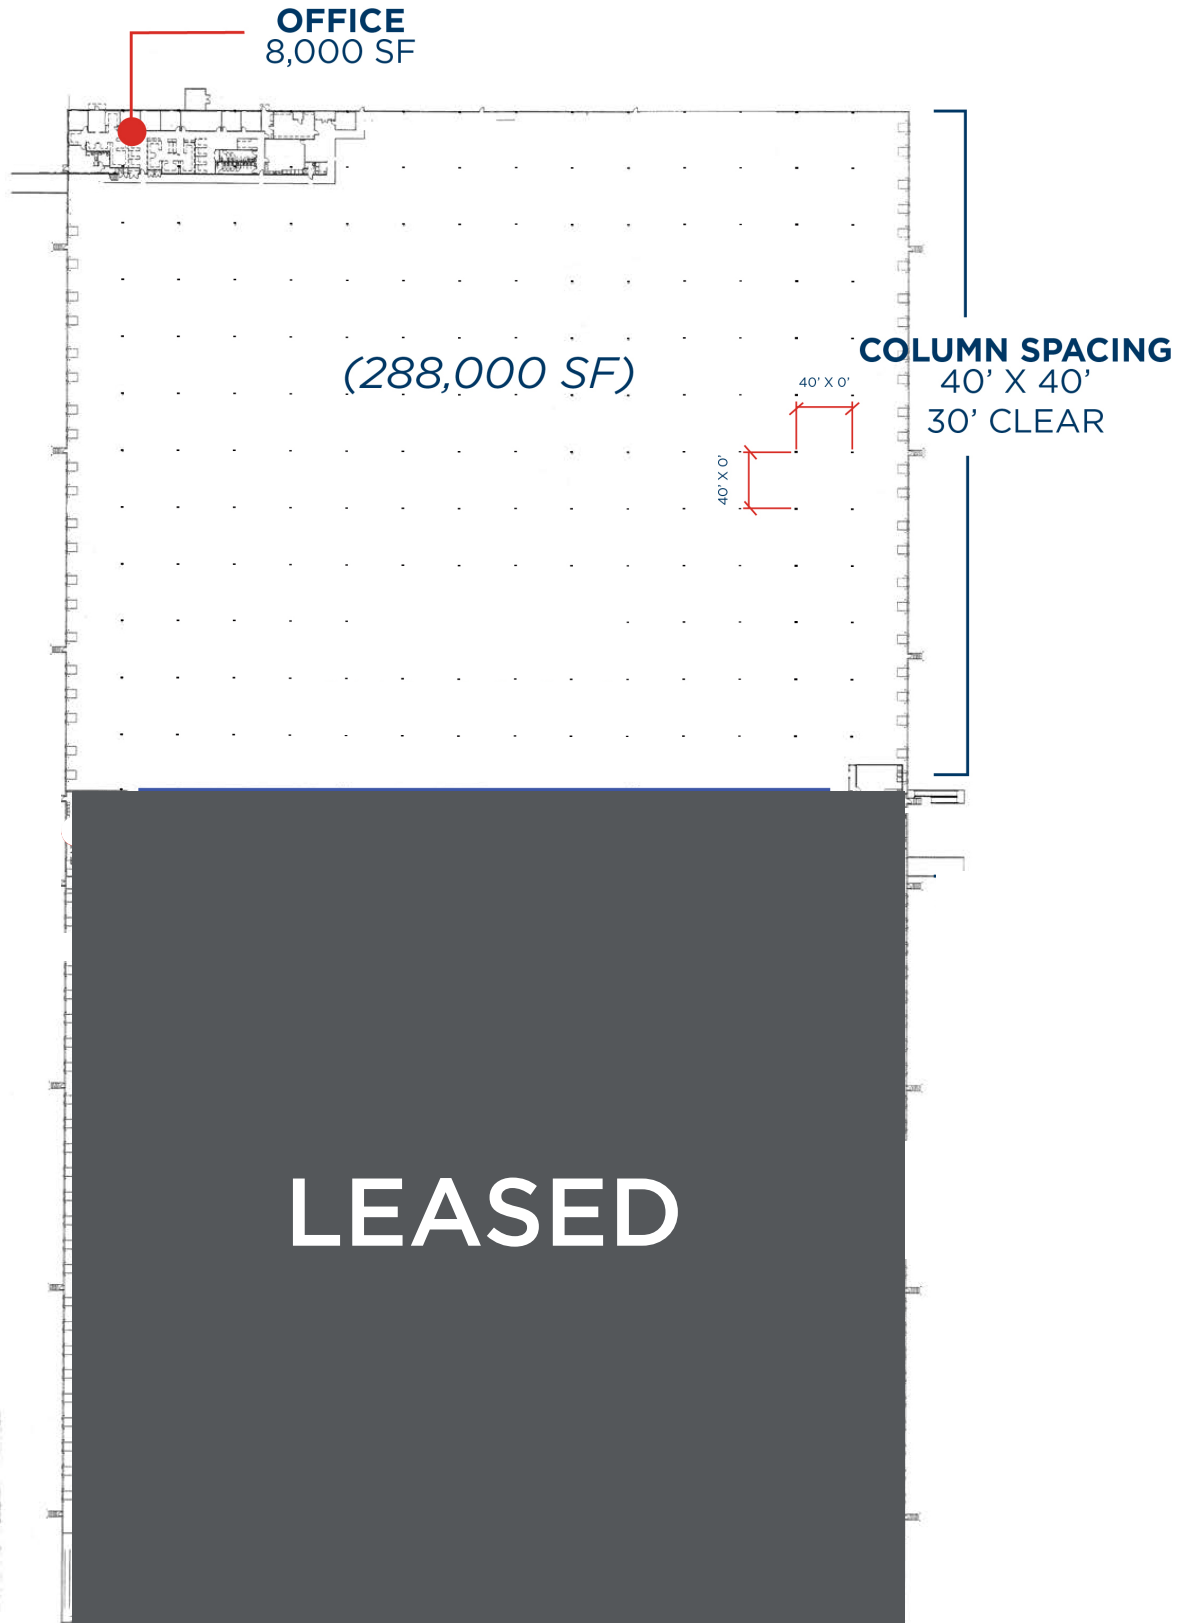 OFFICE
8,000 SF
(288,000 SF)
COLUMN SPACING
40’ X 40’
30’ CLEAR
40’ X 0’
40’ X 0’
LEASED